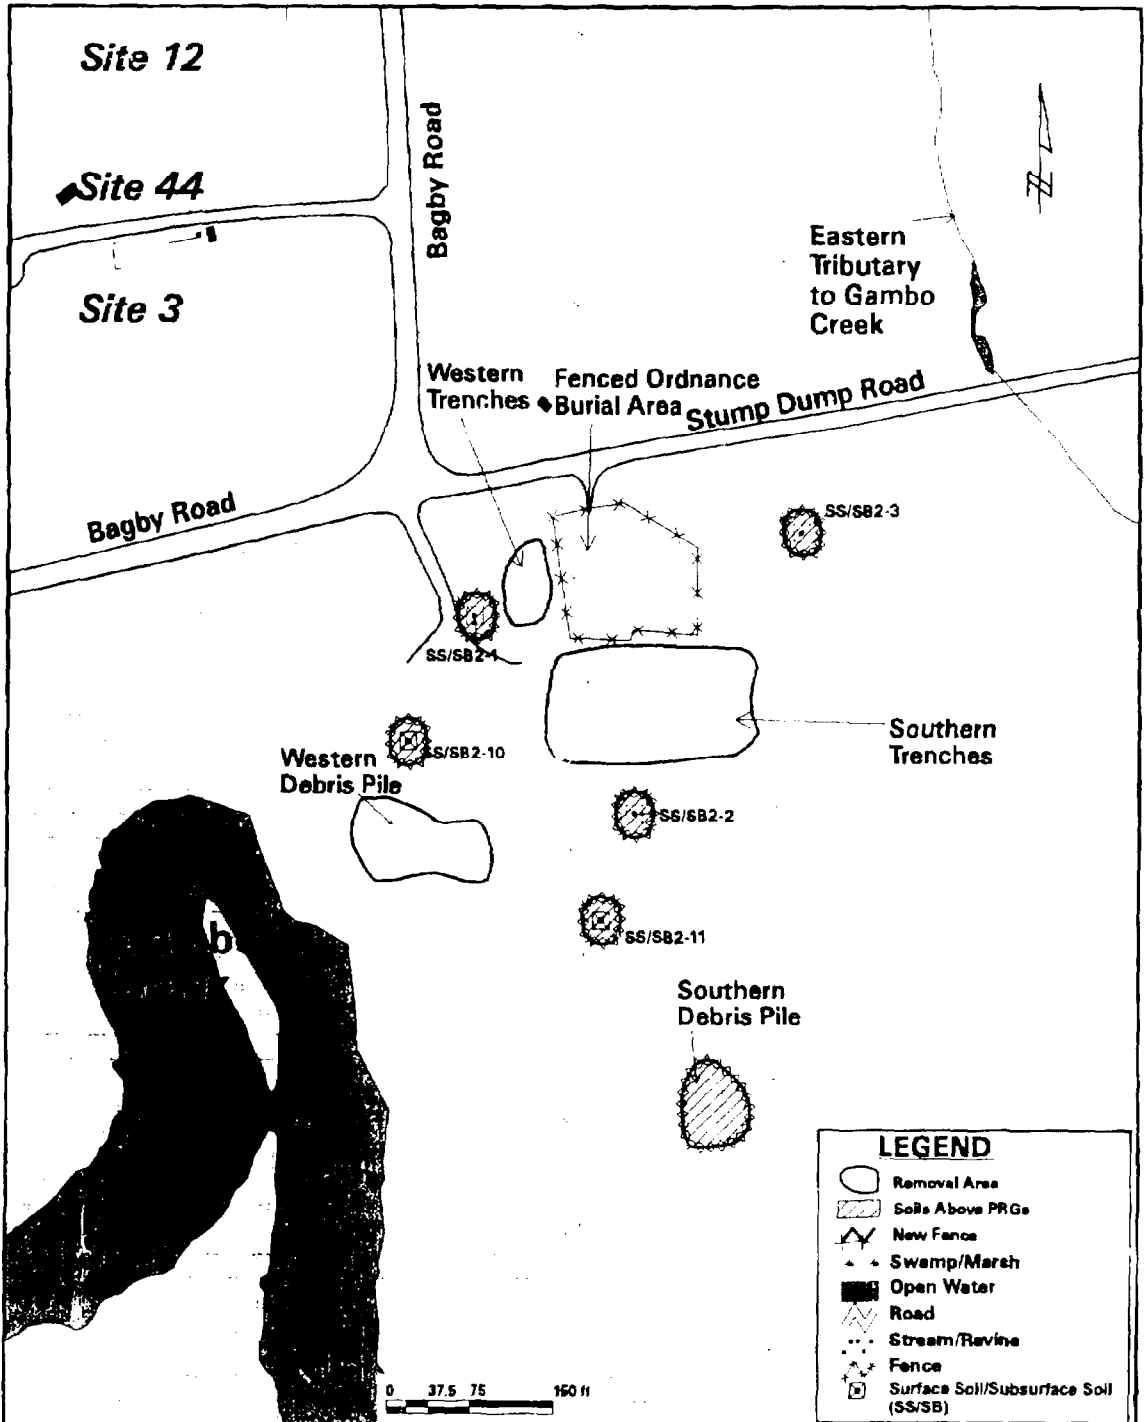 Site 12
Bagby Road
Site 44
Eastern
Tributary
to Gambo
Creek
Site 3
Western
Trenches
Fenced Ordnance
Burial Area
Stump Dump Road
Bagby Road
SS/SB2-3
SS/SB2-1
Southern
Trenches
SS/SB2-10
Western
Debris Pile
SS/SB2-2
SS/SB2-11
Southern
Debris Pile
LEGEND
Removal Area
Soils Above PRGs
New Fence
Swamp/Marsh
Open Water
Road
Stream/Ravine
Fence
Surface Soil/Subsurface Soil
(SS/SB)
0 37.5 75 150 ft